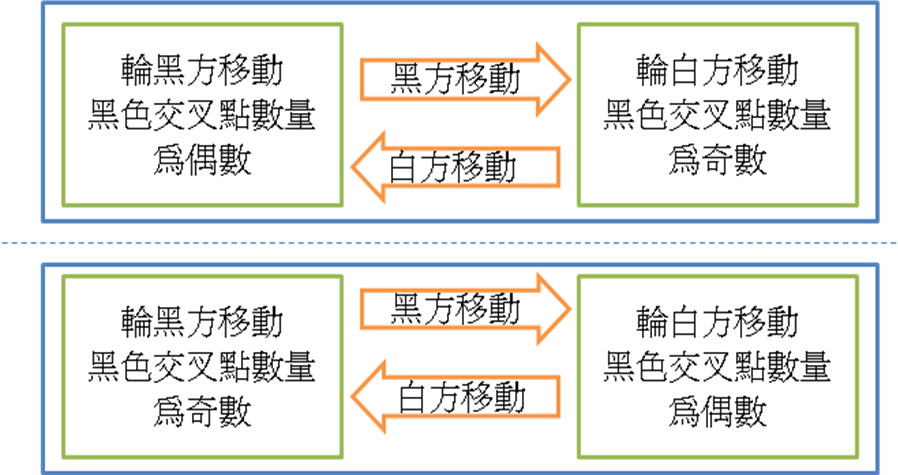 輪黑方移動
黑色交叉點數量
爲偶數
黑方移動
白方移動
輪白方移動
黑色交叉點數量
爲奇數
輪黑方移動
黑色交叉點數量
爲奇數
黑方移動
白方移動
輪白方移動
黑色交叉點數量
爲偶數